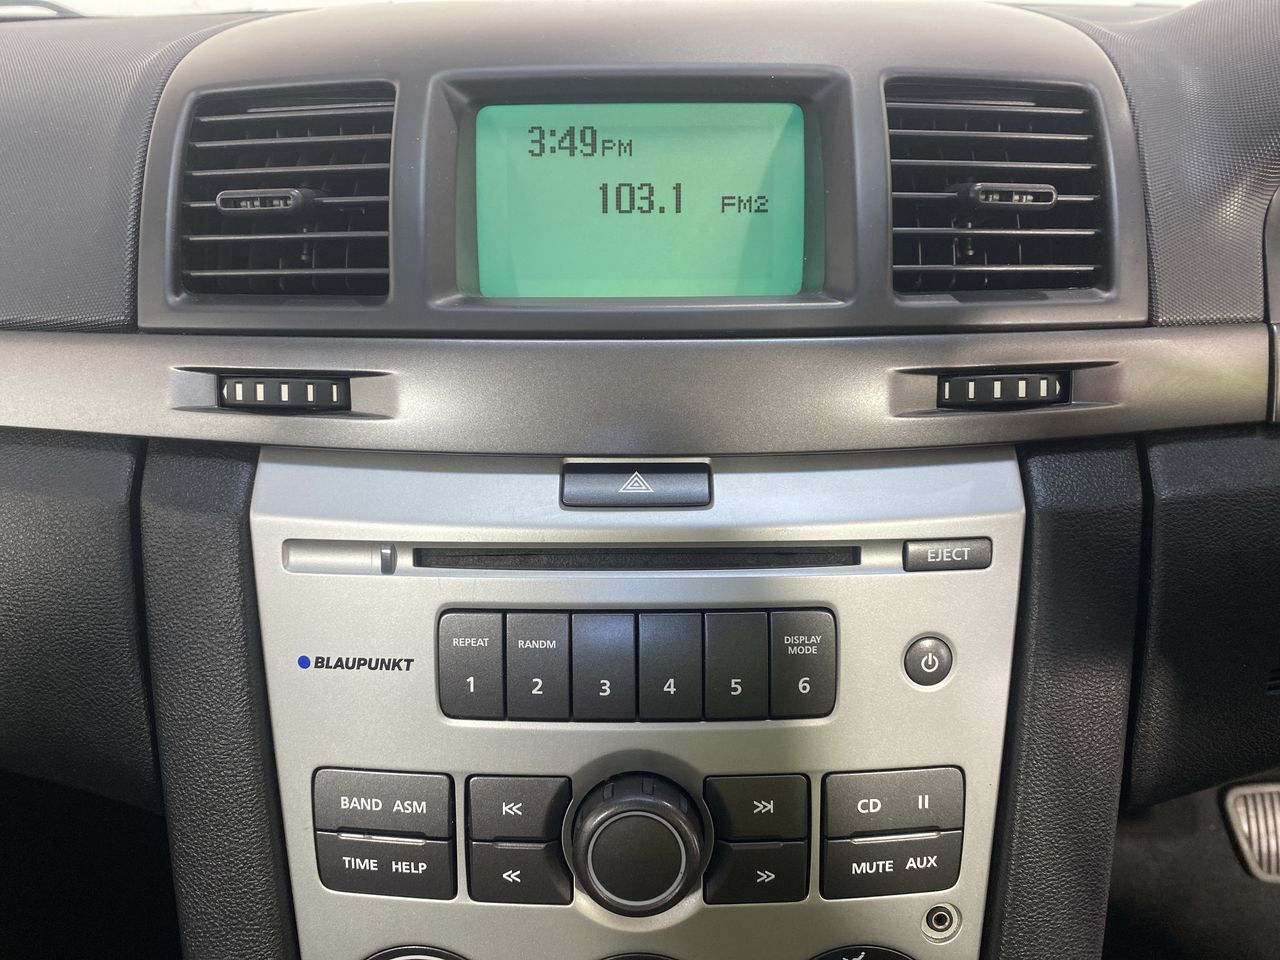 3:49PM
103.1 FM2
EJECT
REPEAT
1
RANDM
2
3
4
5
DISPLAY
MODE
6
BLAUPUNKT
BAND ASM
TIME HELP
CD
MUTE AUX